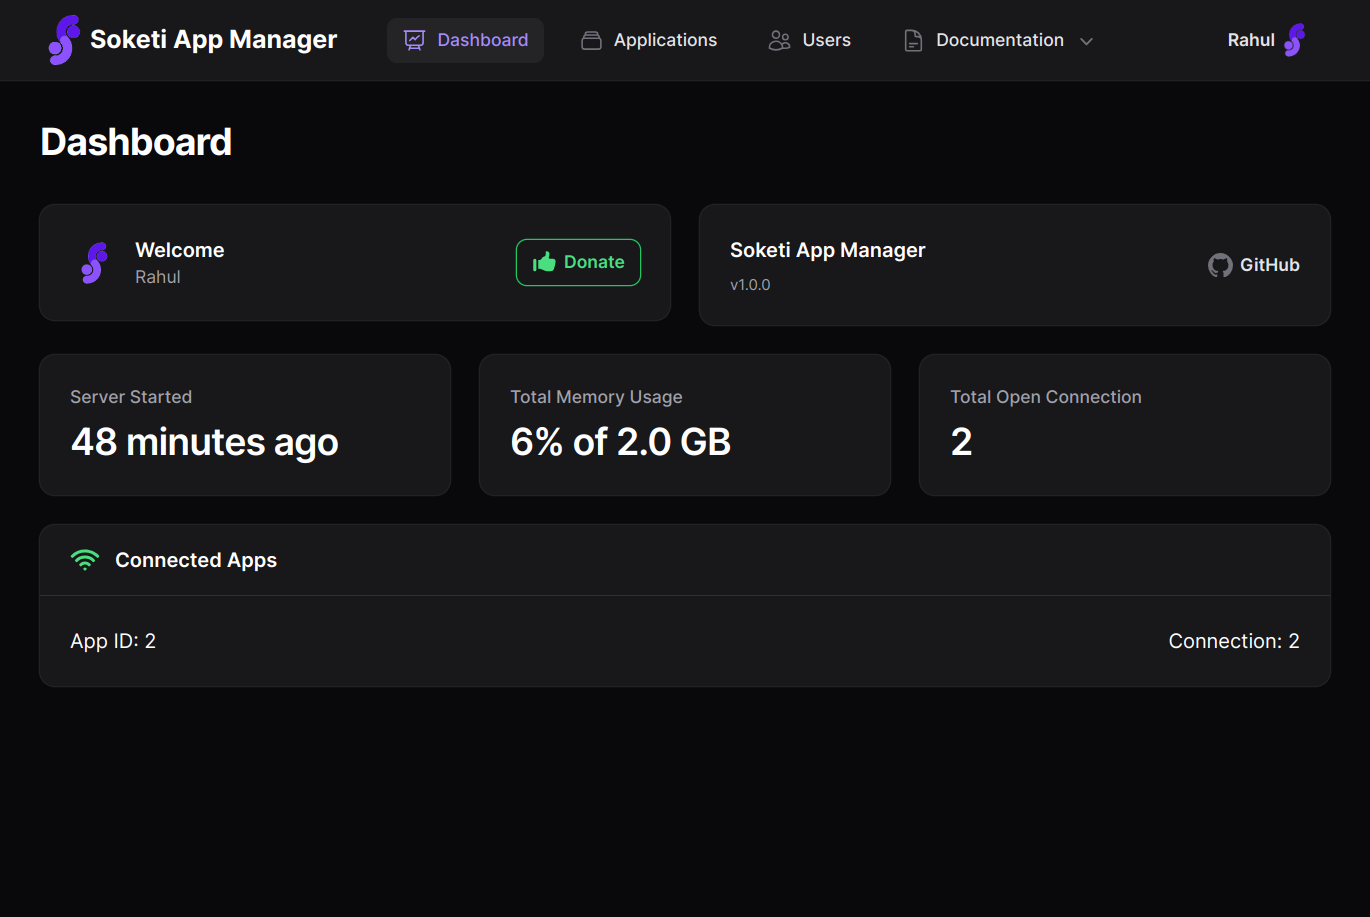 Soketi App Manager
Dashboard
Applications
Users
Documentation
Rahul
Dashboard
Welcome
Rahul
Donate
Soketi App Manager
v1.0.0
GitHub
Server Started
48 minutes ago
Total Memory Usage
6% of 2.0 GB
Total Open Connection
2
Connected Apps
App ID: 2
Connection: 2